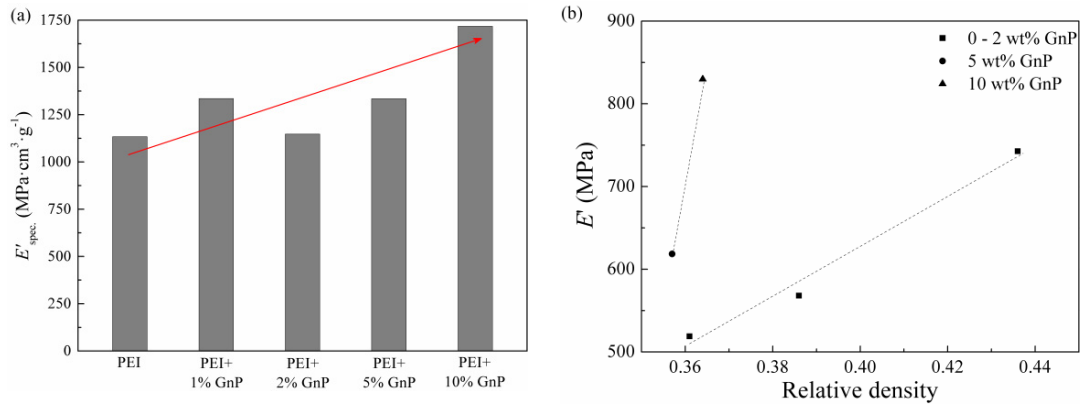 (a)
1750
1500
1250
1000
750
500
250
0
E′spec. (MPa·cm³·g⁻¹)
PEI
PEI+
1% GnP
PEI+
2% GnP
PEI+
5% GnP
PEI+
10% GnP
(b)
900
800
700
600
500
E' (MPa)
0 - 2 wt% GnP
5 wt% GnP
10 wt% GnP
0.36
0.38
0.40
0.42
0.44
Relative density